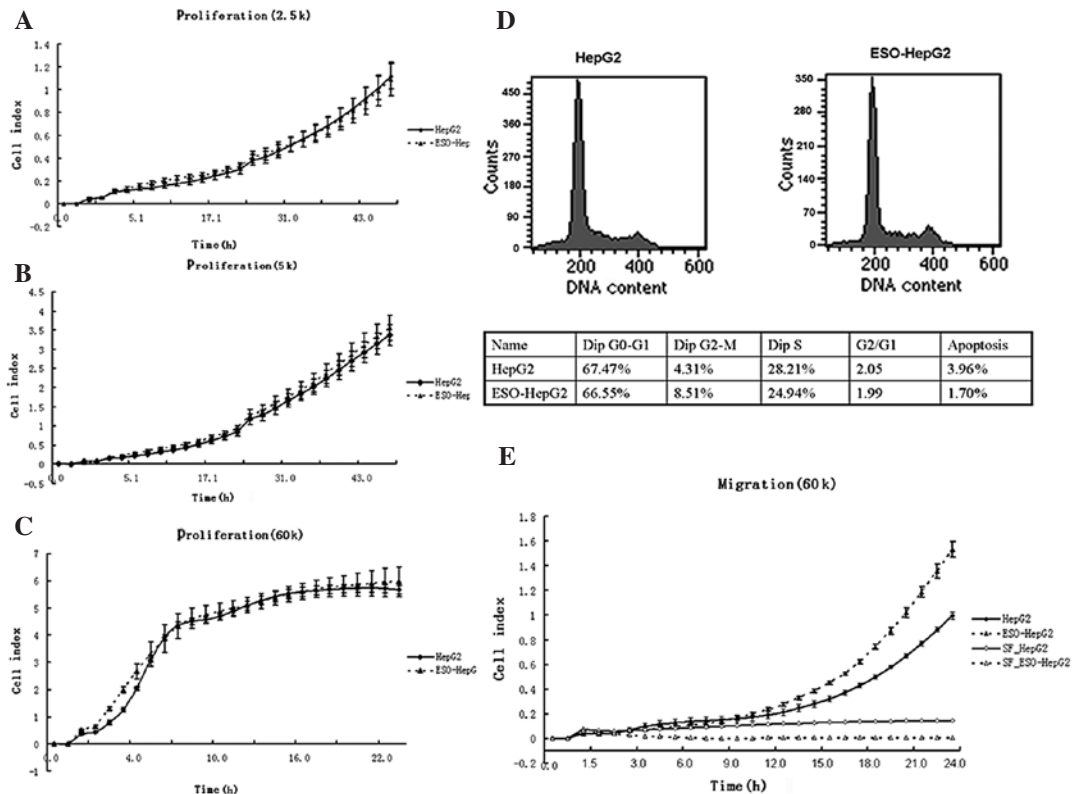 A
Proliferation(2.5k)
1.4
1.2
1
0.8
0.6
0.4
0.2
0
-0.2
Cell index
0.0 5.1 17.1 31.0 43.0
Time(h)
HepG2
ESO-Hep
B
Proliferation(5k)
4.5
4
3.5
3
2.5
2
1.5
1
0.5
0
-0.5
Cell index
0.0 5.1 17.1 31.0 43.0
Time(h)
HepG2
ESO-Hep
C
Proliferation(60k)
7
6
5
4
3
2
1
0
-1
Cell index
0.0 4.0 10.0 16.0 22.0
Time(h)
HepG2
ESO-HepG
D
HepG2
450
360
270
180
90
0
Counts
200 400 600
DNA content
ESO-HepG2
350
280
210
140
70
0
Counts
200 400 600
DNA content
Name Dip G0-G1 Dip G2-M Dip S G2/G1 Apoptosis
HepG2 67.47% 4.31% 28.21% 2.05 3.96%
ESO-HepG2 66.55% 8.51% 24.94% 1.99 1.70%
E
Migration(60k)
1.8
1.6
1.4
1.2
1
0.8
0.6
0.4
0.2
0
-0.2
Cell index
0.0 1.5 3.0 6.0 9.0 12.0 15.0 18.0 21.0 24.0
Time(h)
HepG2
ESO-HepG2
SF_HepG2
SF_ESO-HepG2